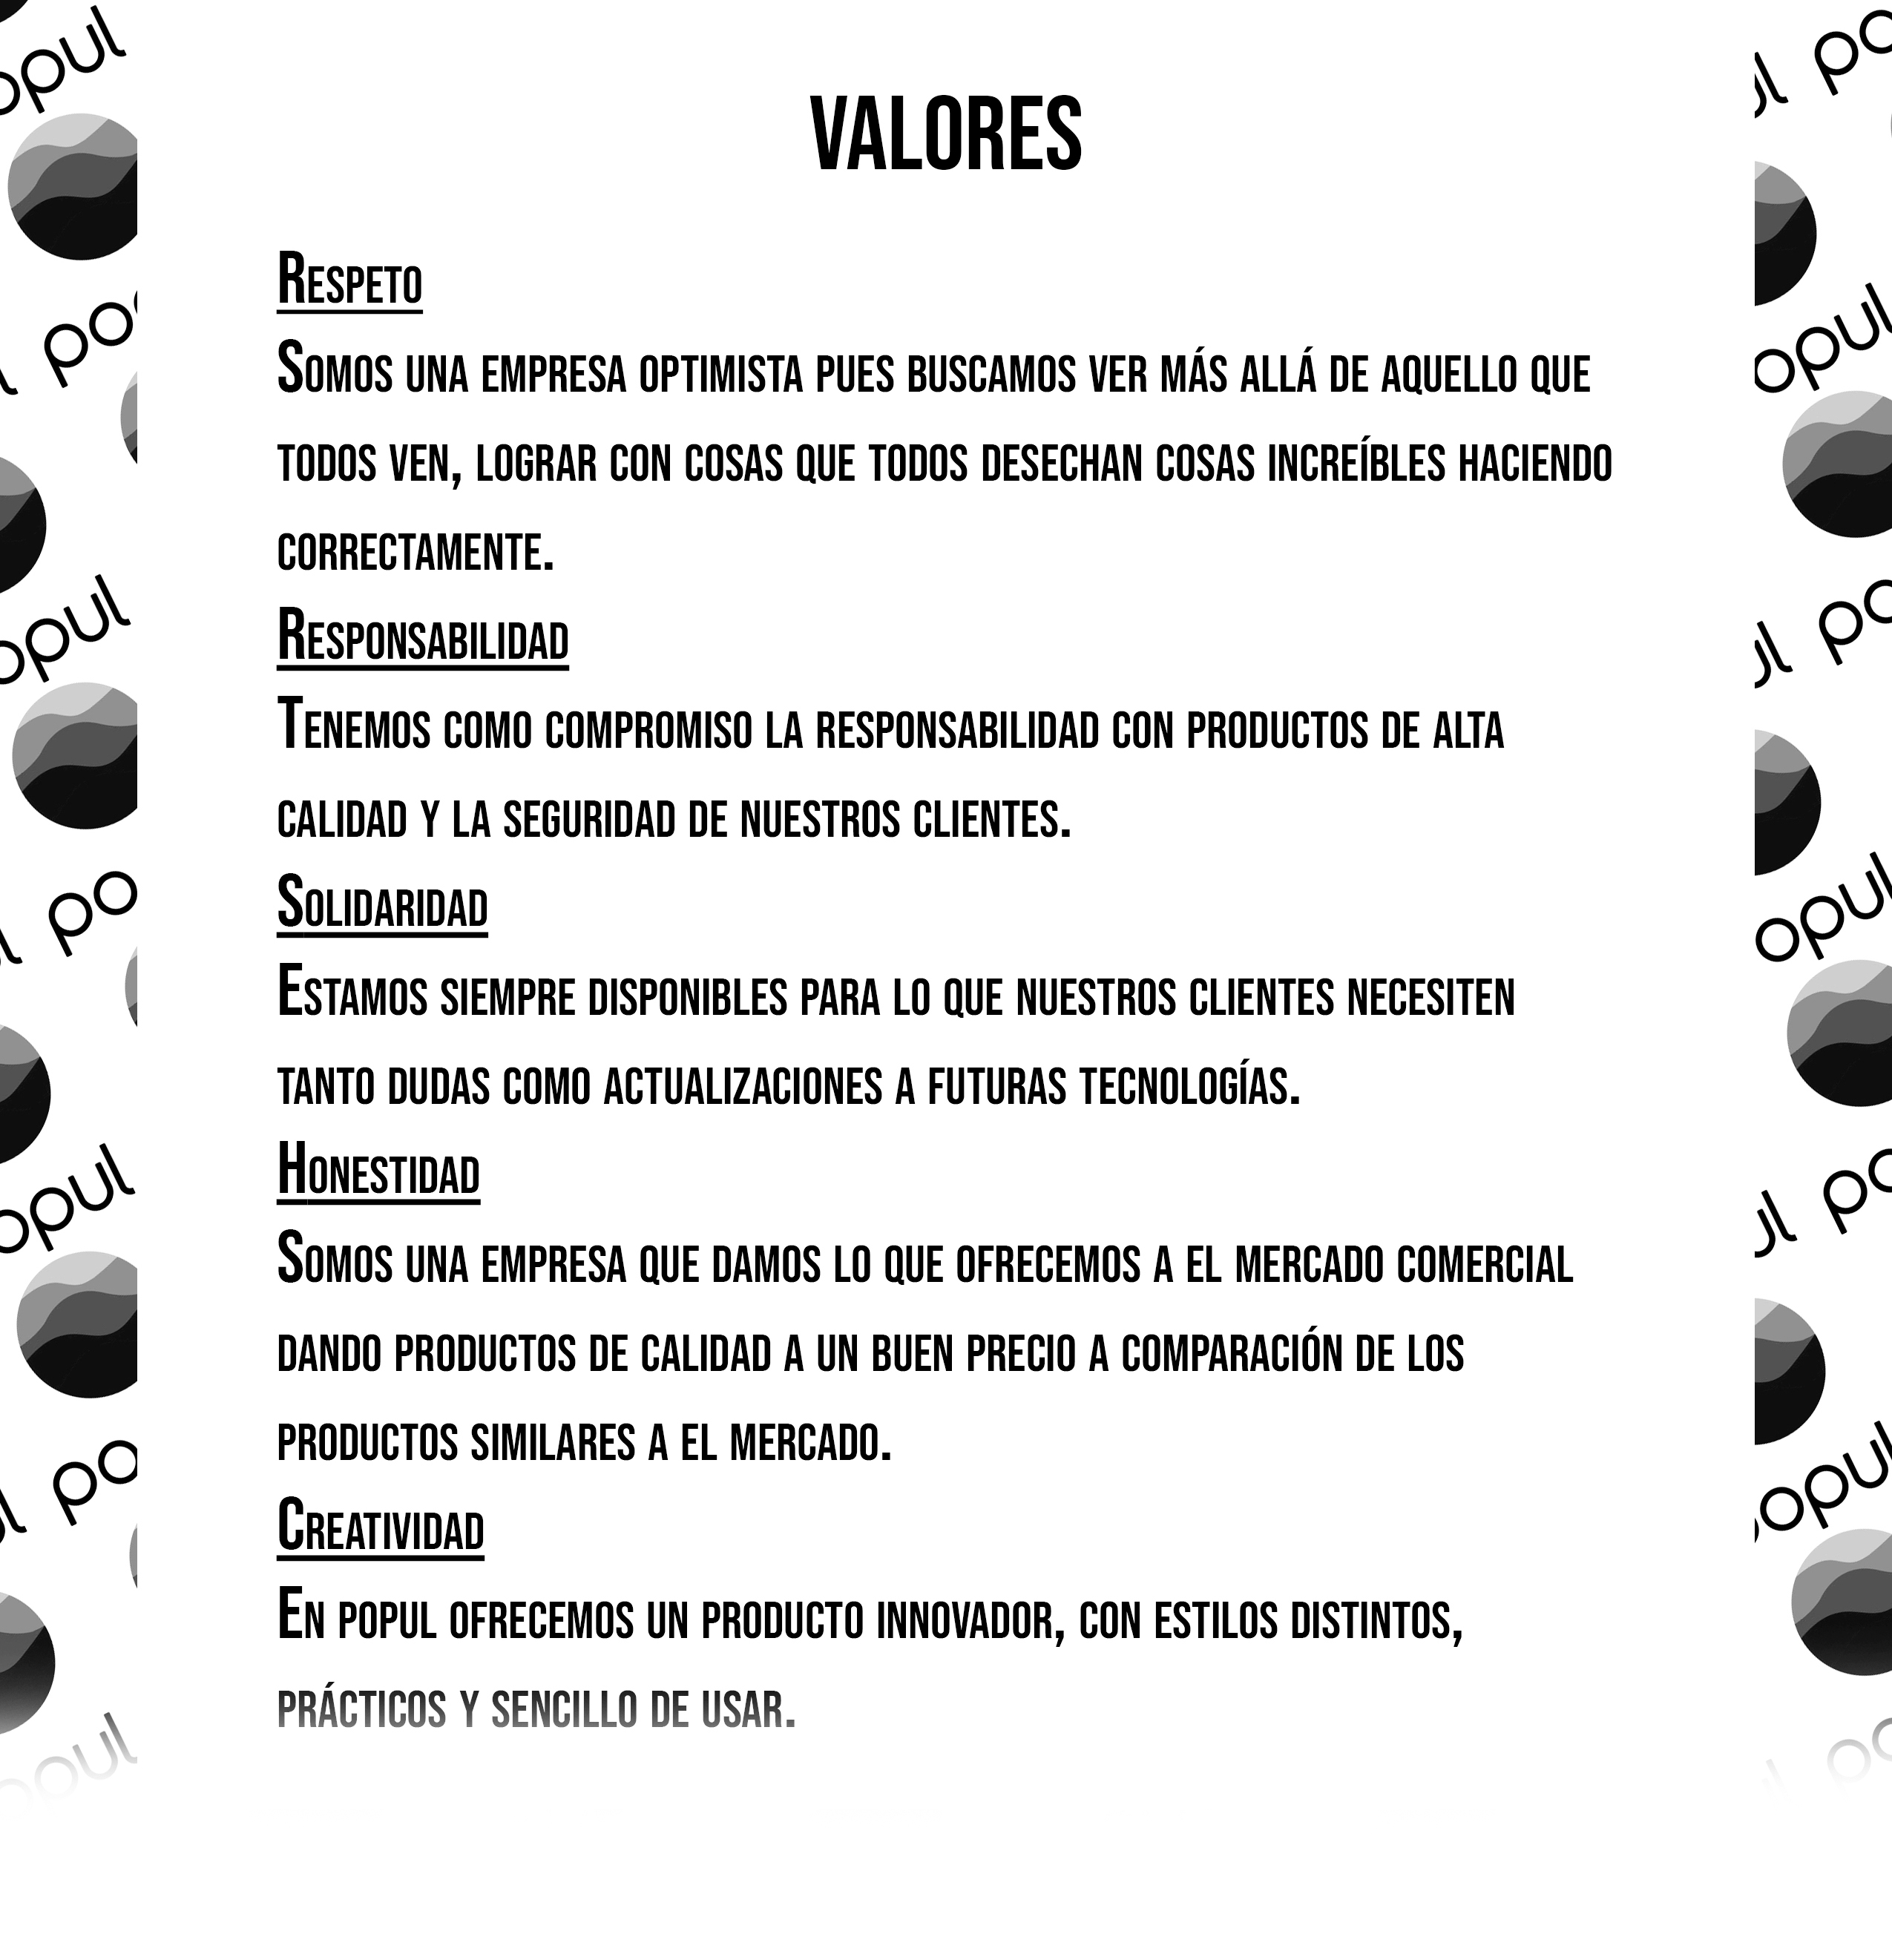 VALORES
Respeto
Somos una empresa optimista pues buscamos ver más allá de aquello que
todos ven, lograr con cosas que todos desechan cosas increíbles haciendo
correctamente.
Responsabilidad
Tenemos como compromiso la responsabilidad con productos de alta
calidad y la seguridad de nuestros clientes.
Solidaridad
Estamos siempre disponibles para lo que nuestros clientes necesiten
tanto dudas como actualizaciones a futuras tecnologías.
Honestidad
Somos una empresa que damos lo que ofrecemos a el mercado comercial
dando productos de calidad a un buen precio a comparación de los
productos similares a el mercado.
Creatividad
En popul ofrecemos un producto innovador, con estilos distintos,
prácticos y sencillo de usar.